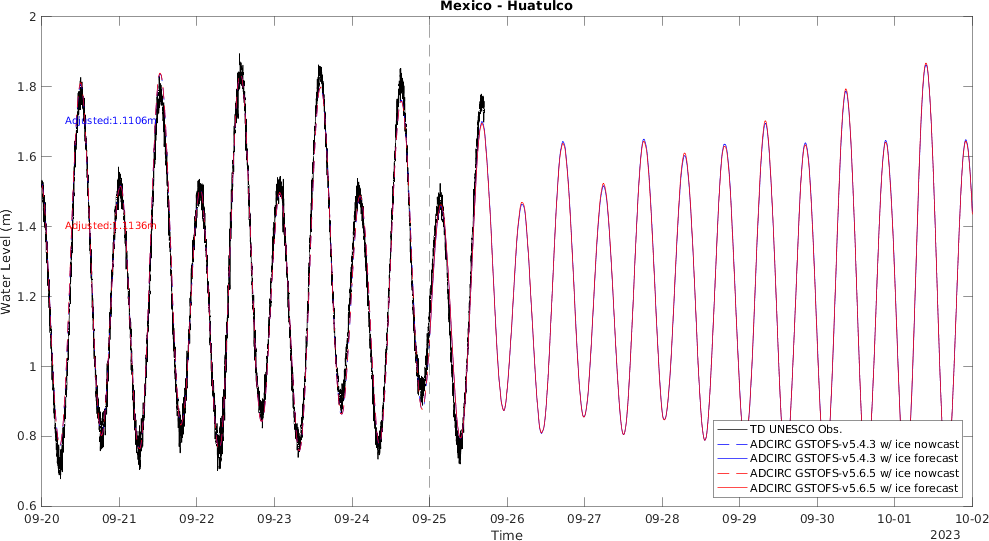 Mexico - Huatulco
2
1.8
1.6
1.4
1.2
1
0.8
0.6
Water Level (m)
Adjusted:1.1106m
Adjusted:1.1136m
TD UNESCO Obs.
ADCIRC GSTOFS-v5.4.3 w/ ice nowcast
ADCIRC GSTOFS-v5.4.3 w/ ice forecast
ADCIRC GSTOFS-v5.6.5 w/ ice nowcast
ADCIRC GSTOFS-v5.6.5 w/ ice forecast
09-20 09-21 09-22 09-23 09-24 09-25 09-26 09-27 09-28 09-29 09-30 10-01 10-02
2023
Time